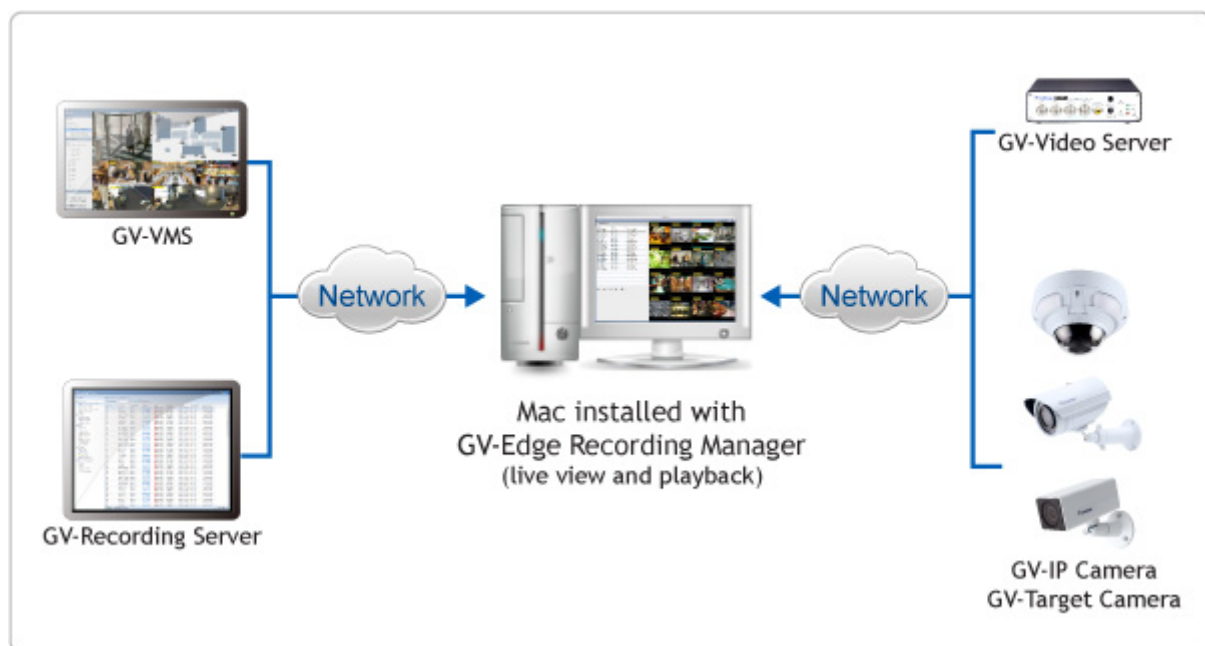 GV-VMS
GV-Recording Server
Network
Mac installed with
GV-Edge Recording Manager
(live view and playback)
Network
GV-Video Server
GV-IP Camera
GV-Target Camera